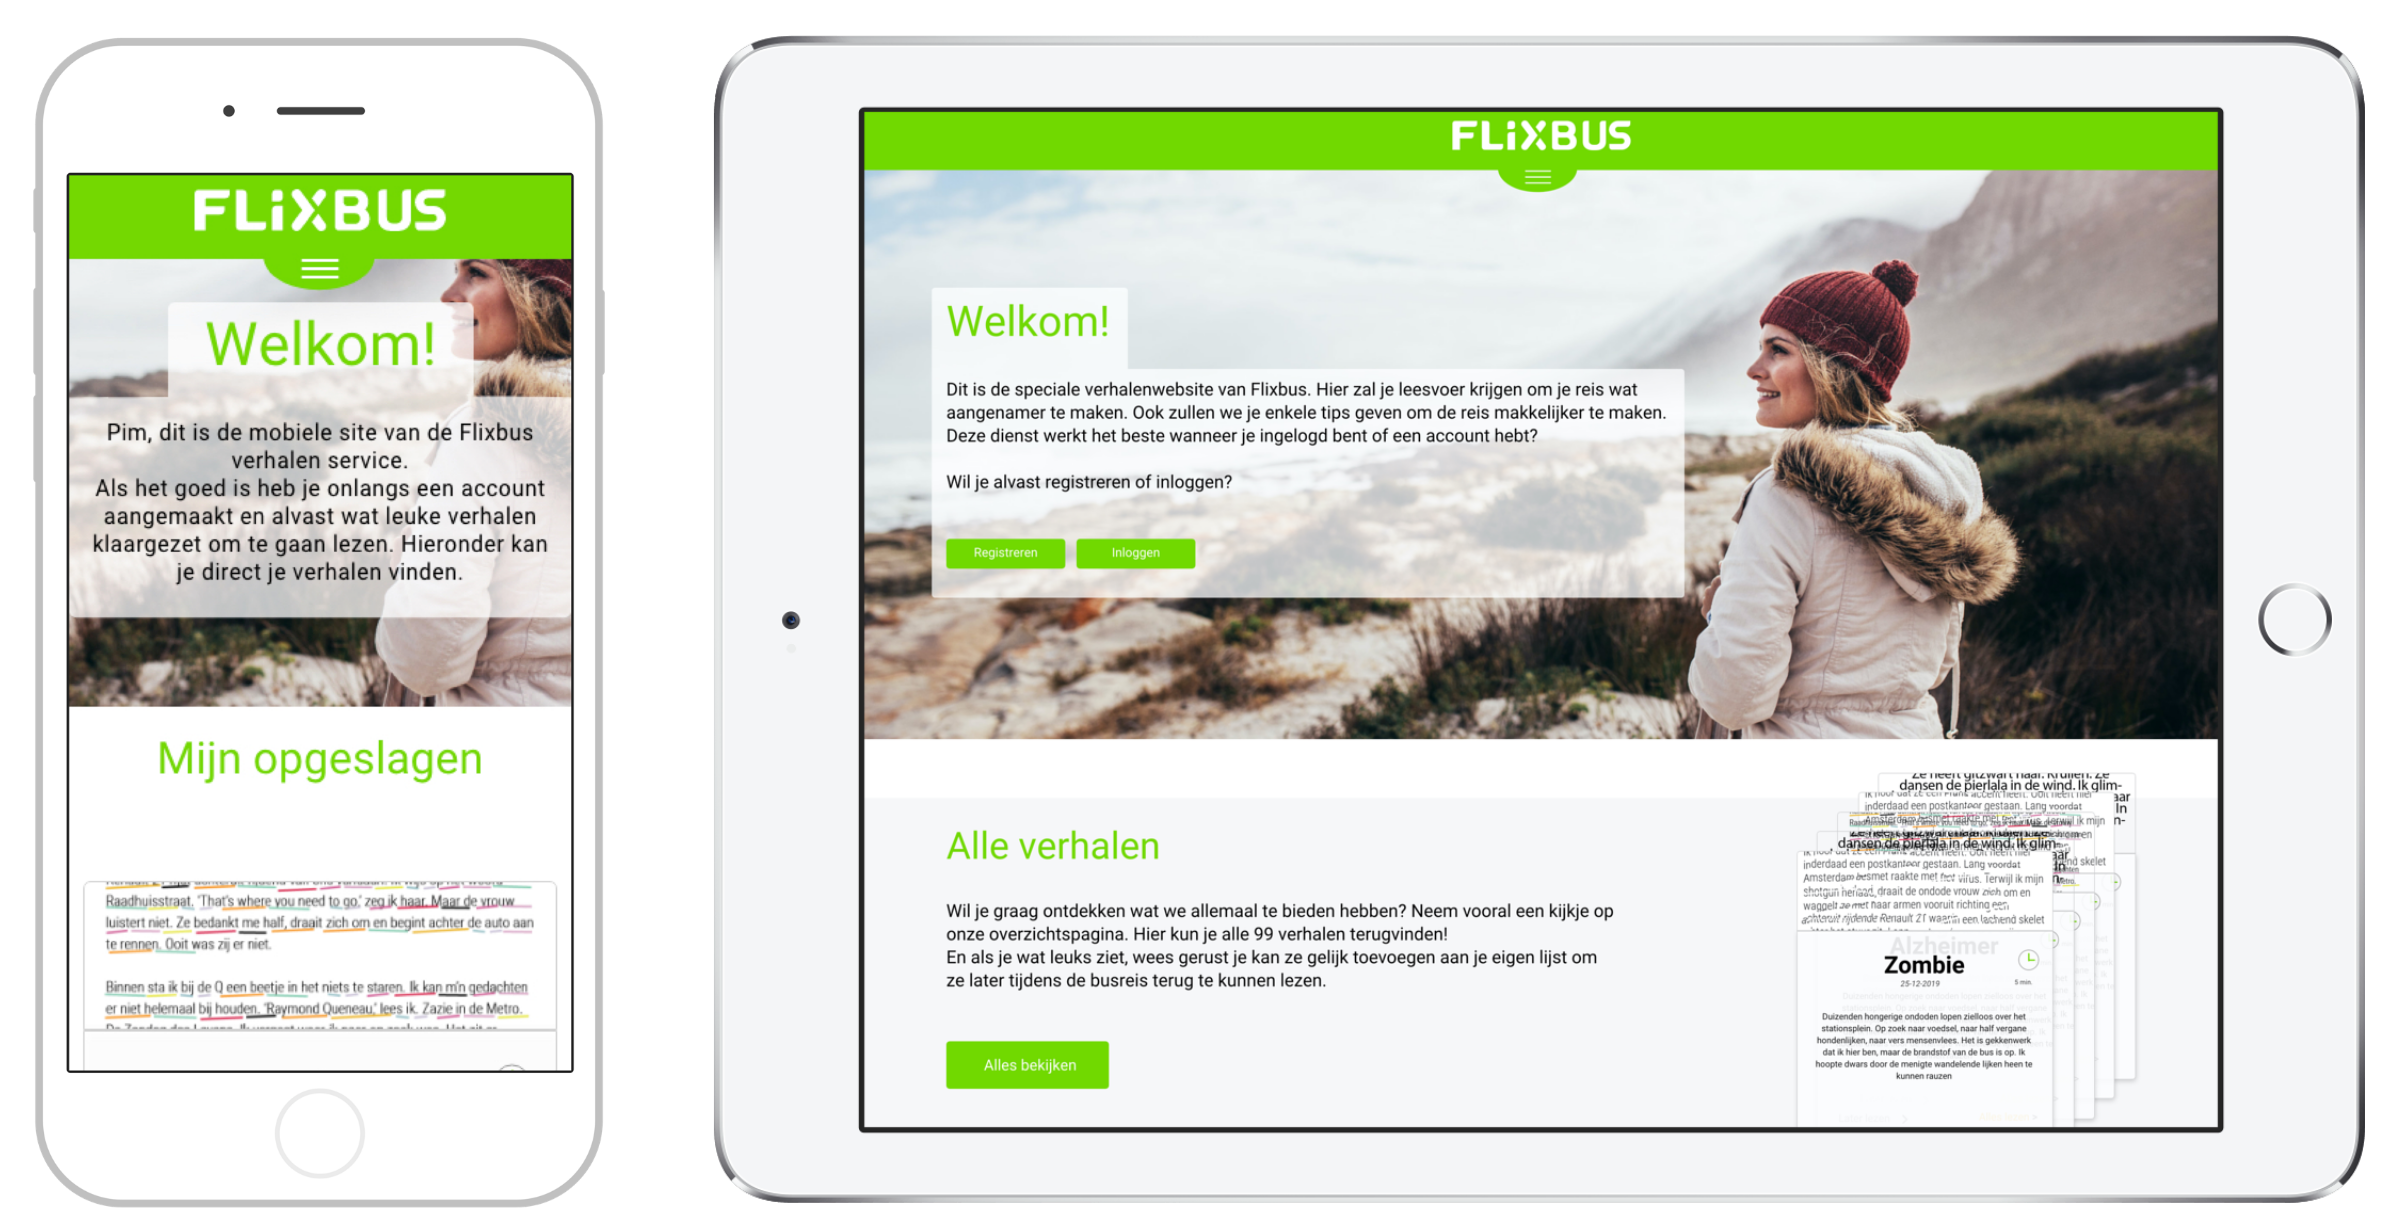 FLiXBUS
Welkom!
Pim, dit is de mobiele site van de Flixbus
verhalen service.
Als het goed is heb je onlangs een account
aangemaakt en alvast wat leuke verhalen
klaargezet om te gaan lezen. Hieronder kan
je direct je verhalen vinden.
Mijn opgeslagen
Raadhuisstraat. 'That's where you need to go.' zeg ik haar. Maar de vrouw
luistert niet. Ze bedankt me half, draait zich om en begint achter de auto aan
te rennen. Ooit was zij er niet.
Binnen sta ik bij de Q een beetje in het niets te staren. Ik kan m'n gedachten
er niet helemaal bij houden. 'Raymond Queneau,' lees ik. Zazie in de Metro.
FLiXBUS
Welkom!
Dit is de speciale verhalenwebsite van Flixbus. Hier zal je leesvoer krijgen om je reis wat
aangenamer te maken. Ook zullen we je enkele tips geven om de reis makkelijker te maken.
Deze dienst werkt het beste wanneer je ingelogd bent of een account hebt?
Wil je alvast registreren of inloggen?
Registreren
Inloggen
Alle verhalen
Wil je graag ontdekken wat we allemaal te bieden hebben? Neem vooral een kijkje op
onze overzichtspagina. Hier kun je alle 99 verhalen terugvinden!
En als je wat leuks ziet, wees gerust je kan ze gelijk toevoegen aan je eigen lijst om
ze later tijdens de busreis terug te kunnen lezen.
Alles bekijken
dansen de pierlala in de wind. Ik glim-
inderdaad een postkantoor gestaan. Lang voordat
dansen de pierlala in de wind. Ik glim-
inderdaad een postkantoor gestaan. Lang voordat
Amsterdam besmet raakte met het virus. Terwijl ik mijn
shotgun herlaad, draait de ondode vrouw zich om en
waggelt ze met haar armen vooruit richting een
achteruit rijdende Renault 21 waarin een lachend skelet
Alzheimer
Zombie
25-12-2019
5 min.
Duizenden hongerige ondoden lopen zielloos over het
stationsplein. Op zoek naar voedsel, naar half vergane
hondenlijken, naar vers mensenvlees. Het is gekkenwerk
dat ik hier ben, maar de brandstof van de bus is op. Ik
hoopte dwars door de menigte wandelende lijken heen te
kunnen rauzen